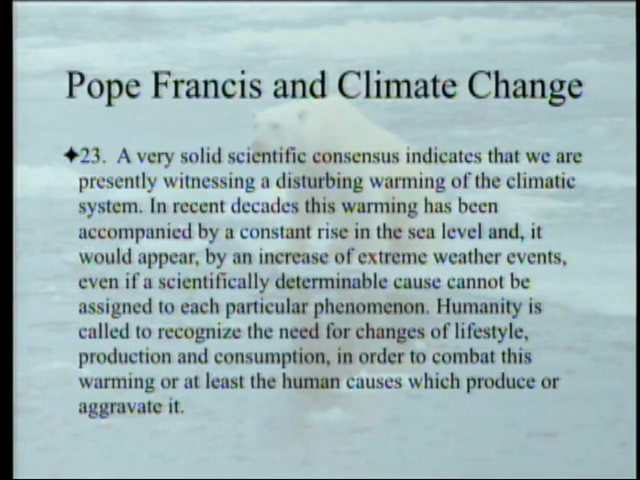 Pope Francis and Climate Change
✦23. A very solid scientific consensus indicates that we are
presently witnessing a disturbing warming of the climatic
system. In recent decades this warming has been
accompanied by a constant rise in the sea level and, it
would appear, by an increase of extreme weather events,
even if a scientifically determinable cause cannot be
assigned to each particular phenomenon. Humanity is
called to recognize the need for changes of lifestyle,
production and consumption, in order to combat this
warming or at least the human causes which produce or
aggravate it.